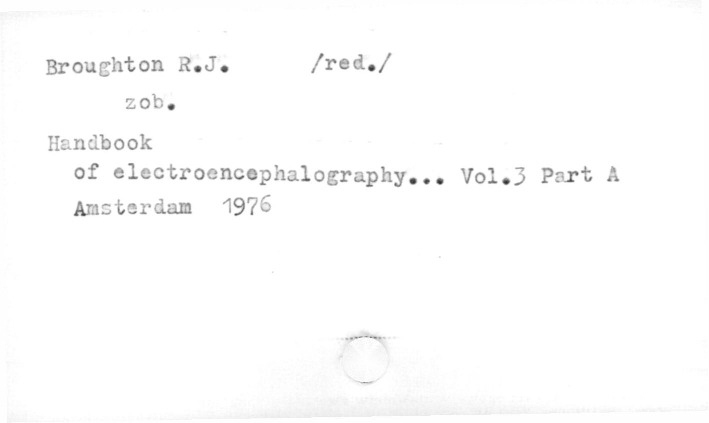 Broughton R.J. /red./
zob.
Handbook
of electroencephalography... Vol.3 Part A
Amsterdam 1976